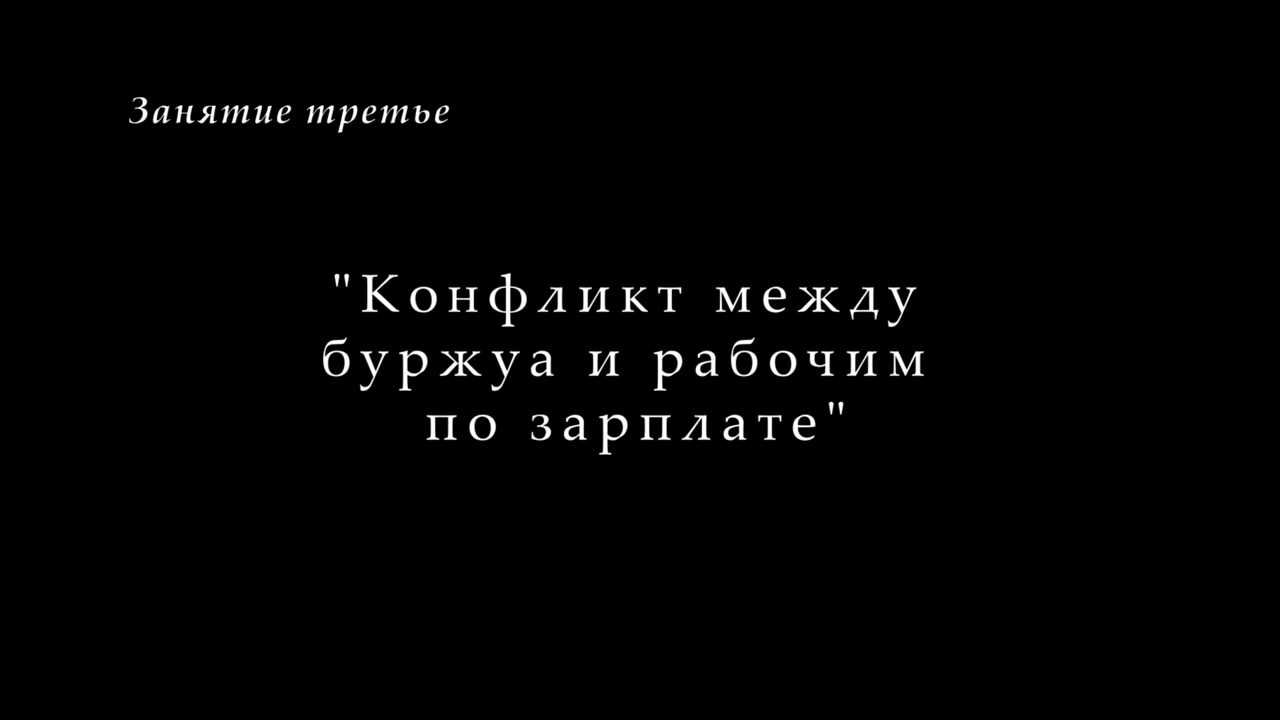 Занятие третье
"Конфликт между
буржуа и рабочим
по зарплате"